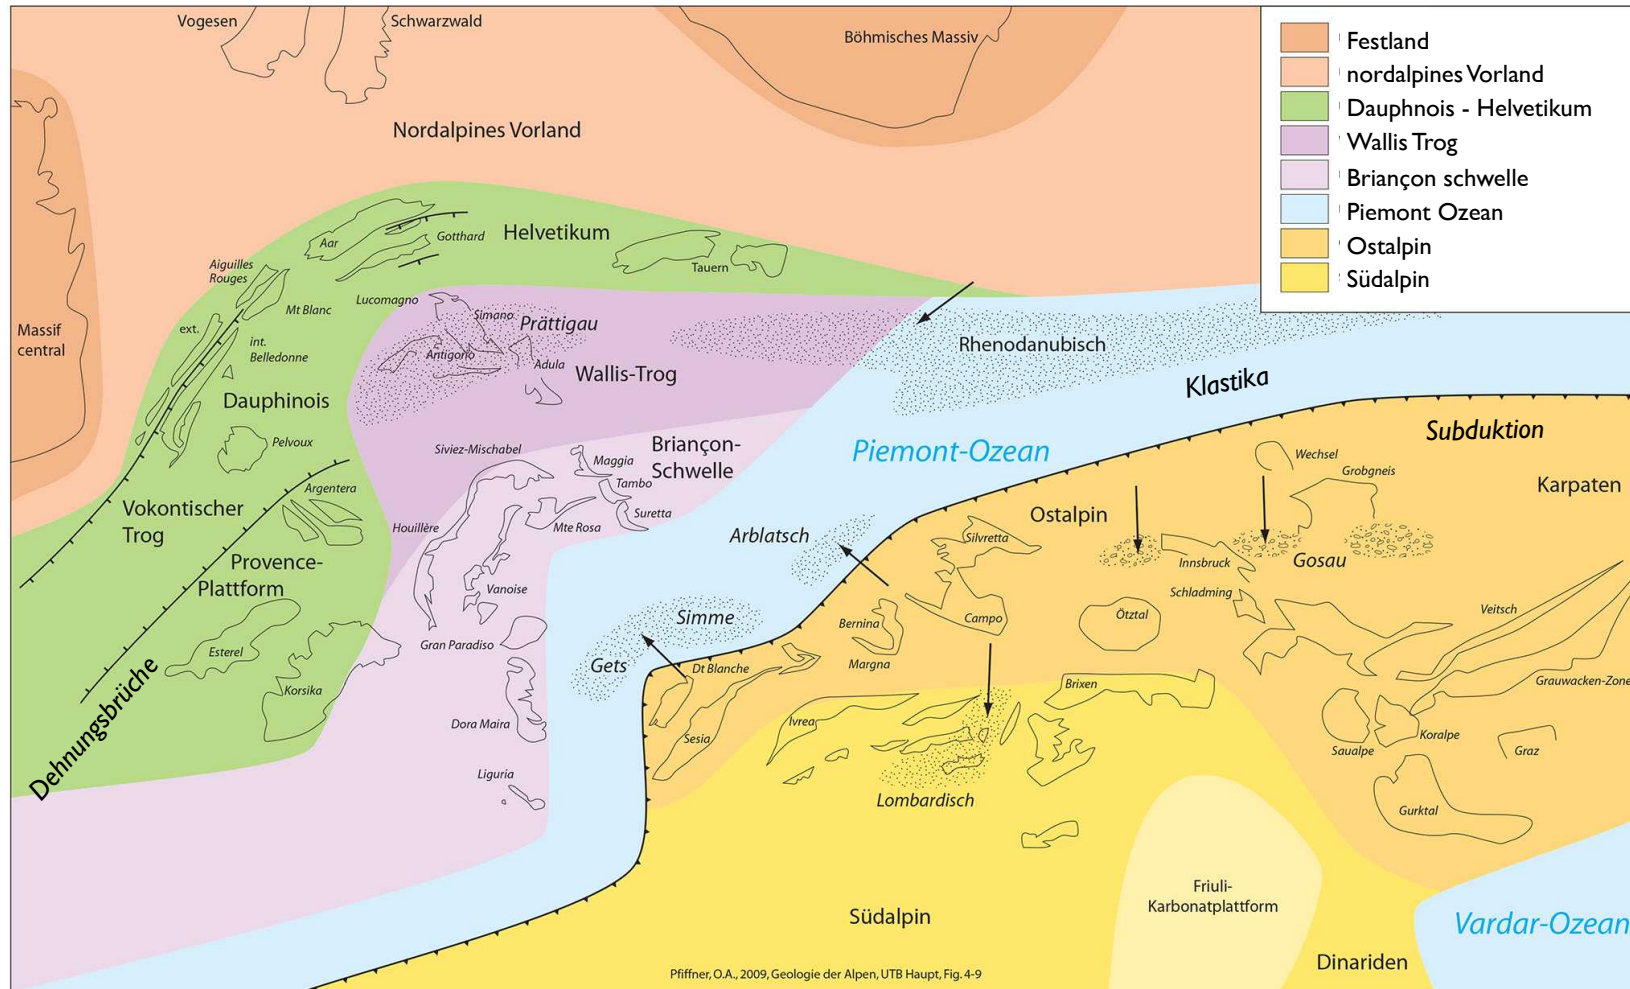 Vogesen
Schwarzwald
Böhmisches Massiv
Festland
nordalpines Vorland
Dauphnois - Helvetikum
Wallis Trog
Briançon schwelle
Piemont Ozean
Ostalpin
Südalpin
Nordalpines Vorland
Massif
central
Aar
Gotthard
Helvetikum
Tauern
Aiguilles
Rouges
Mt Blanc
Lucomagno
Simano
Prättigau
ext.
int.
Belledonne
Antigorio
Adula
Wallis-Trog
Rhenodanubisch
Klastika
Dauphinois
Pelvoux
Siviez-Mischabel
Briançon-
Schwelle
Piemont-Ozean
Subduktion
Maggia
Tambo
Suretta
Mte Rosa
Wechsel
Grobgneis
Karpaten
Argentera
Vokontischer
Trog
Houillère
Arblatsch
Ostalpin
Silvretta
Innsbruck
Gosau
Provence-
Plattform
Vanoise
Schladming
Simme
Bernina
Campo
Ötztal
Veitsch
Esterel
Gran Paradiso
Gets
Dt Blanche
Margna
Korsika
Brixen
Grauwacken-Zone
Dehnungsbrüche
Dora Maira
Sesia
Ivrea
Saualpe
Koralpe
Graz
Liguria
Lombardisch
Gurktal
Friuli-
Karbonatplattform
Südalpin
Vardar-Ozean
Dinariden
Pfiffner, O.A., 2009, Geologie der Alpen, UTB Haupt, Fig. 4-9